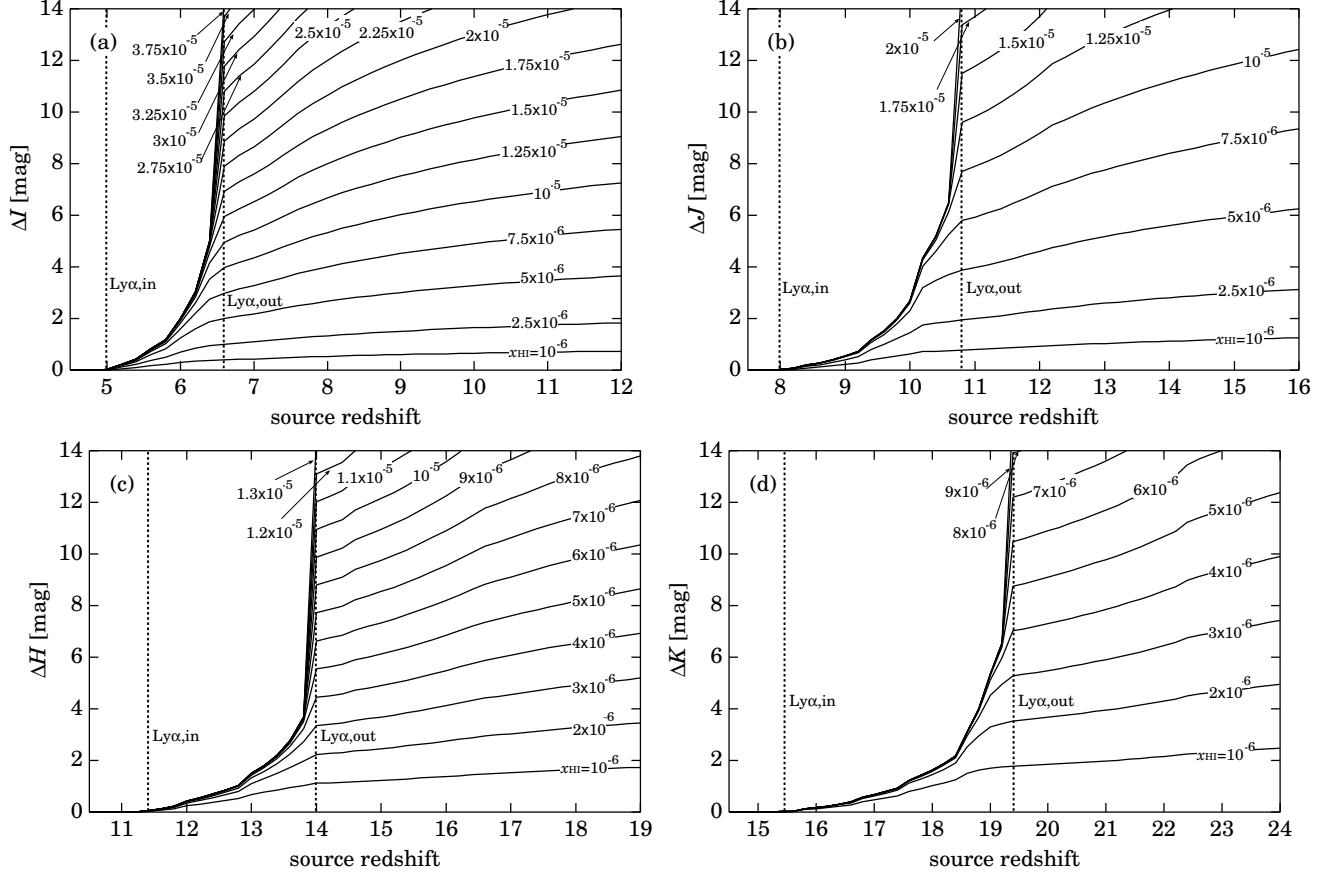 (a)
3.75x10⁻⁵
3.5x10⁻⁵
3.25x10⁻⁵
3x10⁻⁵
2.75x10⁻⁵
2.5x10⁻⁵
2.25x10⁻⁵
2x10⁻⁵
1.75x10⁻⁵
1.5x10⁻⁵
1.25x10⁻⁵
10⁻⁵
7.5x10⁻⁶
5x10⁻⁶
2.5x10⁻⁶
xHI=10⁻⁶
Lyα,in
Lyα,out
ΔI [mag]
14
12
10
8
6
4
2
0
5 6 7 8 9 10 11 12
source redshift
(b)
2x10⁻⁵
1.75x10⁻⁵
1.5x10⁻⁵
1.25x10⁻⁵
10⁻⁵
7.5x10⁻⁶
5x10⁻⁶
2.5x10⁻⁶
xHI=10⁻⁶
Lyα,in
Lyα,out
ΔJ [mag]
14
12
10
8
6
4
2
0
8 9 10 11 12 13 14 15 16
source redshift
(c)
1.3x10⁻⁵
1.2x10⁻⁵
1.1x10⁻⁵
10⁻⁵
9x10⁻⁶
8x10⁻⁶
7x10⁻⁶
6x10⁻⁶
5x10⁻⁶
4x10⁻⁶
3x10⁻⁶
2x10⁻⁶
xHI=10⁻⁶
Lyα,in
Lyα,out
ΔH [mag]
14
12
10
8
6
4
2
0
11 12 13 14 15 16 17 18 19
source redshift
(d)
9x10⁻⁶
8x10⁻⁶
7x10⁻⁶
6x10⁻⁶
5x10⁻⁶
4x10⁻⁶
3x10⁻⁶
2x10⁻⁶
xHI=10⁻⁶
Lyα,in
Lyα,out
ΔK [mag]
14
12
10
8
6
4
2
0
15 16 17 18 19 20 21 22 23 24
source redshift